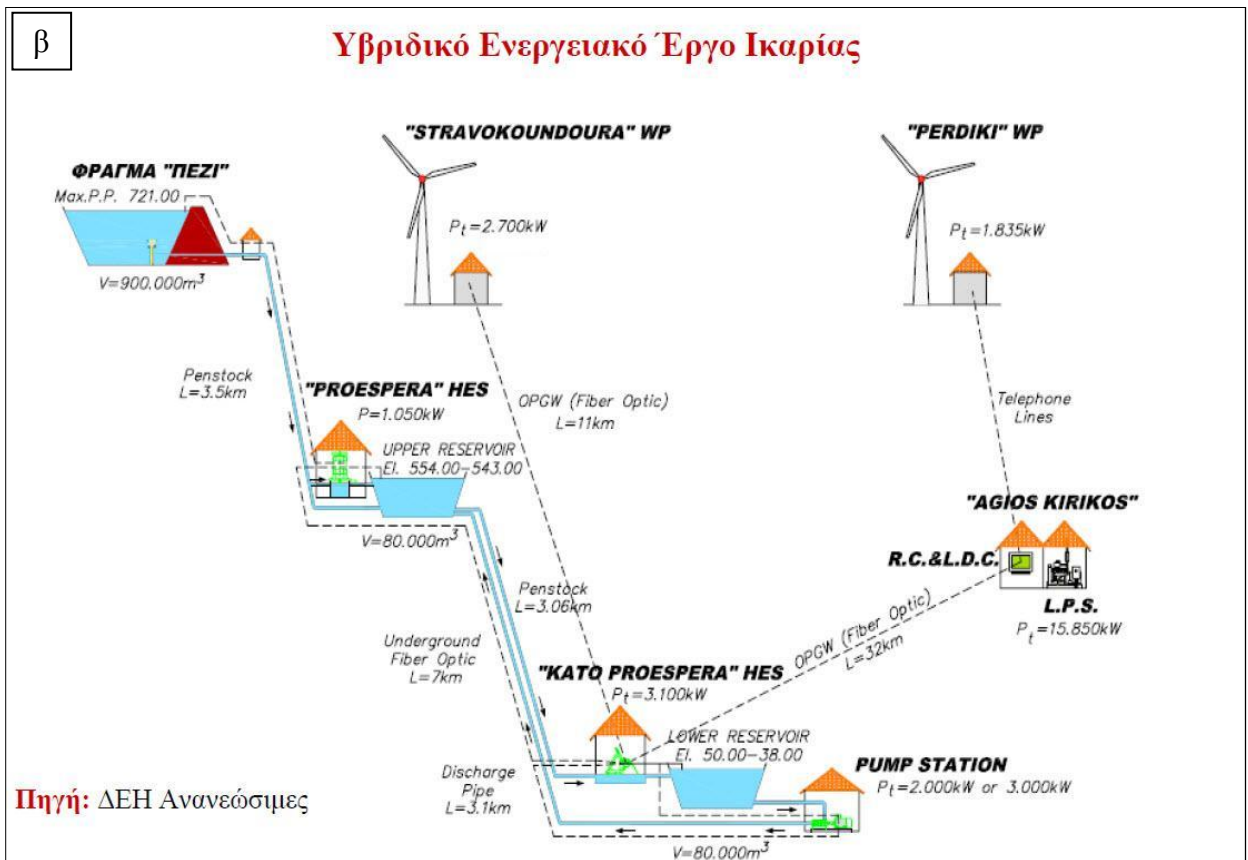 β
Υβριδικό Ενεργειακό Έργο Ικαρίας
"STRAVOKOUNDOURA" WP
"PERDIKI" WP
ΦΡΑΓΜΑ "ΠΕΖΙ"
Max.P.P. 721.00
Pt=2.700kW
Pt=1.835kW
V=900.000m³
Penstock
L=3.5km
"PROESPERA" HES
P=1.050kW
OPGW (Fiber Optic)
L=11km
Telephone
Lines
UPPER RESERVOIR
El. 554.00-543.00
V=80.000m³
"AGIOS KIRIKOS"
R.C.&L.D.C.
L.P.S.
Pt=15.850kW
Penstock
L=3.06km
Underground
Fiber Optic
L=7km
OPGW (Fiber Optic)
L=32km
"KATO PROESPERA" HES
Pt=3.100kW
LOWER RESERVOIR
El. 50.00-38.00
PUMP STATION
Pt=2.000kW or 3.000kW
Discharge
Pipe
L=3.1km
Πηγή: ΔΕΗ Ανανεώσιμες
V=80.000m³